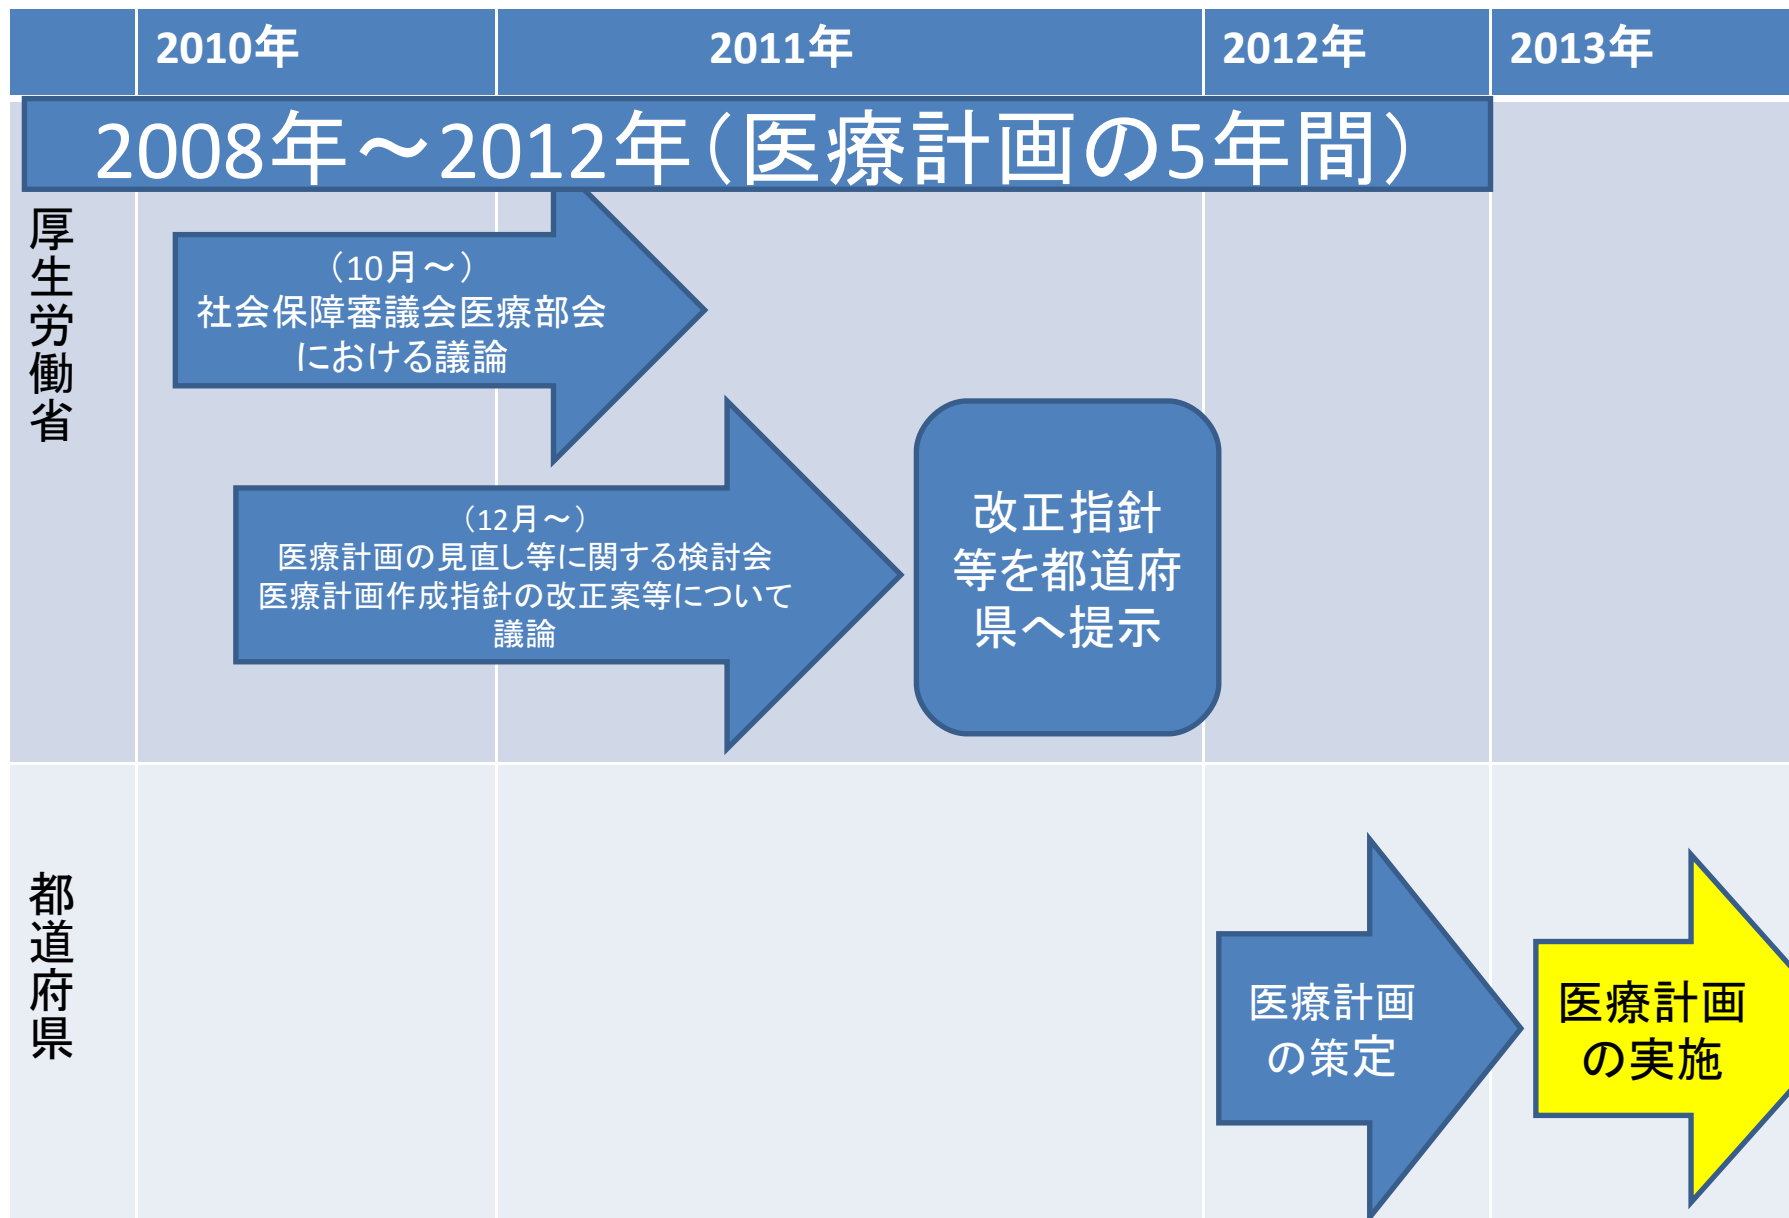 2010年
2011年
2012年
2013年
2008年～2012年（医療計画の5年間）
厚生労働省
（10月～）
社会保障審議会医療部会
における議論
（12月～）
医療計画の見直し等に関する検討会
医療計画作成指針の改正案等について
議論
改正指針
等を都道府
県へ提示
都道府県
医療計画
の策定
医療計画
の実施